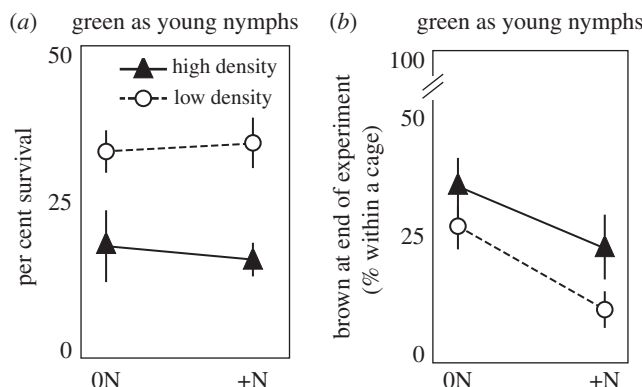 (a) green as young nymphs
50
high density
low density
per cent survival
25
0
0N +N
(b) green as young nymphs
100
50
brown at end of experiment
(% within a cage)
25
0
0N +N